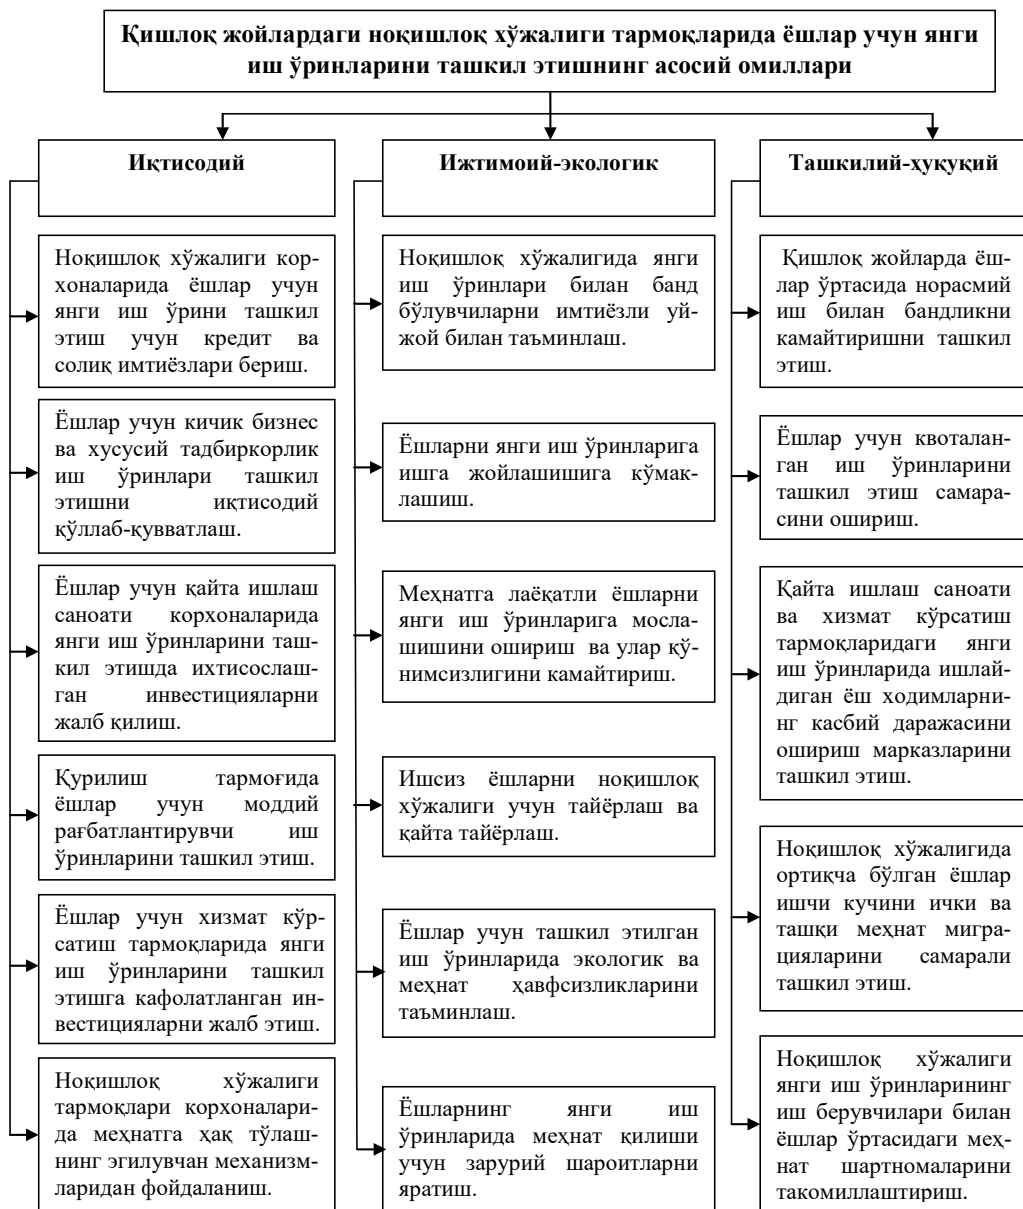 Қишлоқ жойлардаги ноқишлоқ хўжалиги тармоқларида ёшлар учун янги
иш ўринларини ташкил этишнинг асосий омиллари
Иқтисодий
Ноқишлоқ хўжалиги кор-
хоналарида ёшлар учун
янги иш ўрини ташкил
этиш учун кредит ва
солиқ имтиёзлари бериш.
Ёшлар учун кичик бизнес
ва хусусий тадбиркорлик
иш ўринлари ташкил
этишни иқтисодий
қўллаб-қувватлаш.
Ёшлар учун қайта ишлаш
саноати корхоналарида
янги иш ўринларини таш-
кил этишда ихтисослаш-
ган инвестицияларни
жалб қилиш.
Қурилиш тармоғида
ёшлар учун моддий
рағбатлантирувчи иш
ўринларини ташкил этиш.
Ёшлар учун хизмат кўр-
сатиш тармоқларида янги
иш ўринларини ташкил
этишга кафолатланган ин-
вестицияларни жалб этиш.
Ноқишлоқ хўжалиги
тармоқлари корхоналари-
да меҳнатга ҳақ тўлаш-
нинг эгилувчан механизм-
ларидан фойдаланиш.
Ижтимоий-экологик
Ноқишлоқ хўжалигида янги
иш ўринлари билан банд
бўлувчиларни имтиёзли уй-
жой билан таъминлаш.
Ёшларни янги иш ўринларига
ишга жойлашишига кўмак-
лашиш.
Меҳнатга лаёқатли ёшларни
янги иш ўринларига мосла-
шишини ошириш ва улар қў-
нимсизлигини камайтириш.
Ишсиз ёшларни ноқишлоқ
хўжалиги учун тайёрлаш ва
қайта тайёрлаш.
Ёшлар учун ташкил этилган
иш ўринларида экологик ва
меҳнат ҳавфсизликларини
таъминлаш.
Ёшларнинг янги иш
ўринларида меҳнат қилиши
учун зарурий шароитларни
яратиш.
Ташкилий-ҳуқуқий
Қишлоқ жойларда ёш-
лар ўртасида норасмий
иш билан бандликни
камайтиришни ташкил
этиш.
Ёшлар учун квоталан-
ган иш ўринларини
ташкил этиш самара-
сини ошириш.
Қайта ишлаш саноати
ва хизмат кўрсатиш
тармоқларидаги янги
иш ўринларида ишлай-
диган ёш ходимларни-
нг касбий даражасини
ошириш марказларини
ташкил этиш.
Ноқишлоқ хўжалигида
ортиқча бўлган ёшлар
ишчи кучини ички ва
ташқи меҳнат мигра-
цияларини самарали
ташкил этиш.
Ноқишлоқ хўжалиги
янги иш ўринларининг
иш берувчилари билан
ёшлар ўртасидаги меҳ-
нат шартномаларини
такомиллаштириш.